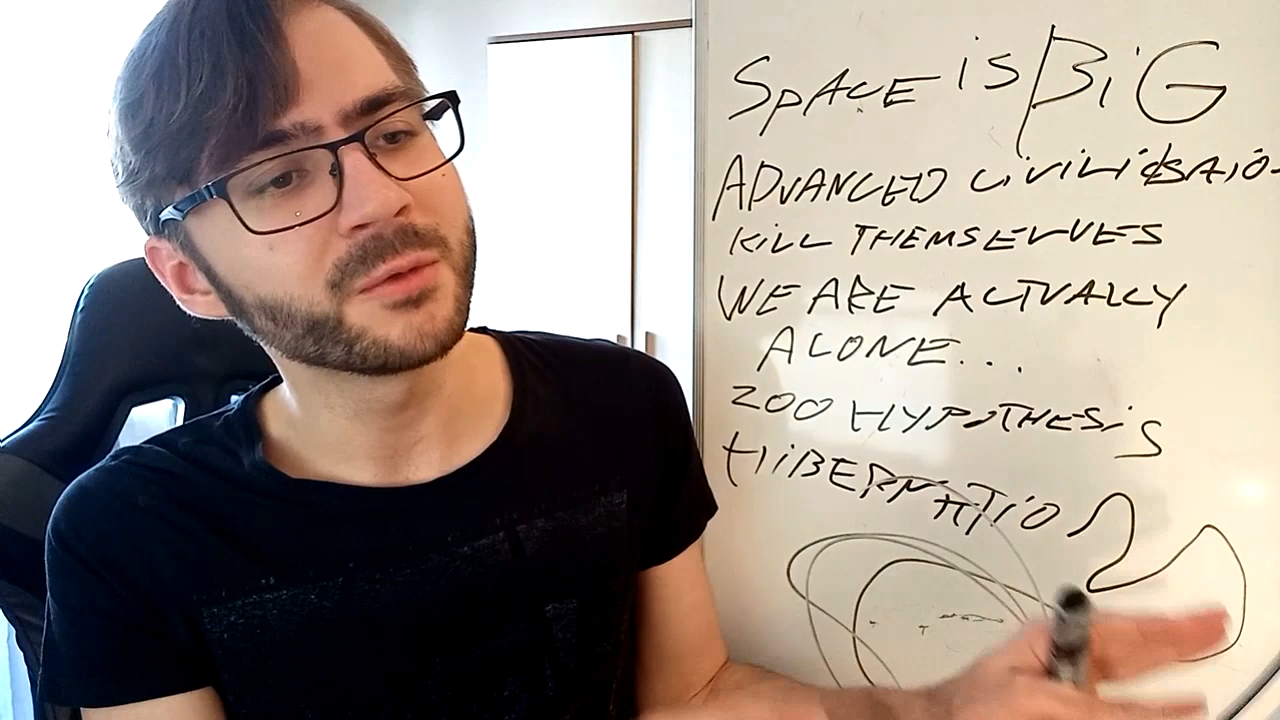 SPACE iS BiG
ADVANCED
KiLL THEMSELVES
WE ARE ACTUALLY
ALONE...
ZOO HYPOTHESiS
HiBERNATiON